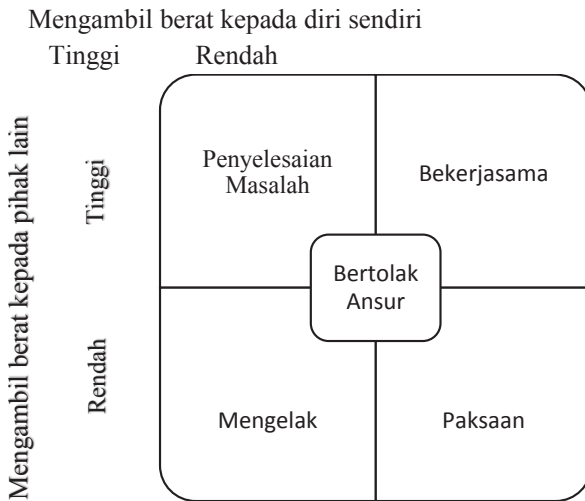 Mengambil berat kepada diri sendiri
Tinggi Rendah
Mengambil berat kepada pihak lain
Tinggi
Penyelesaian
Masalah
Bekerjasama
Bertolak
Ansur
Rendah
Mengelak
Paksaan